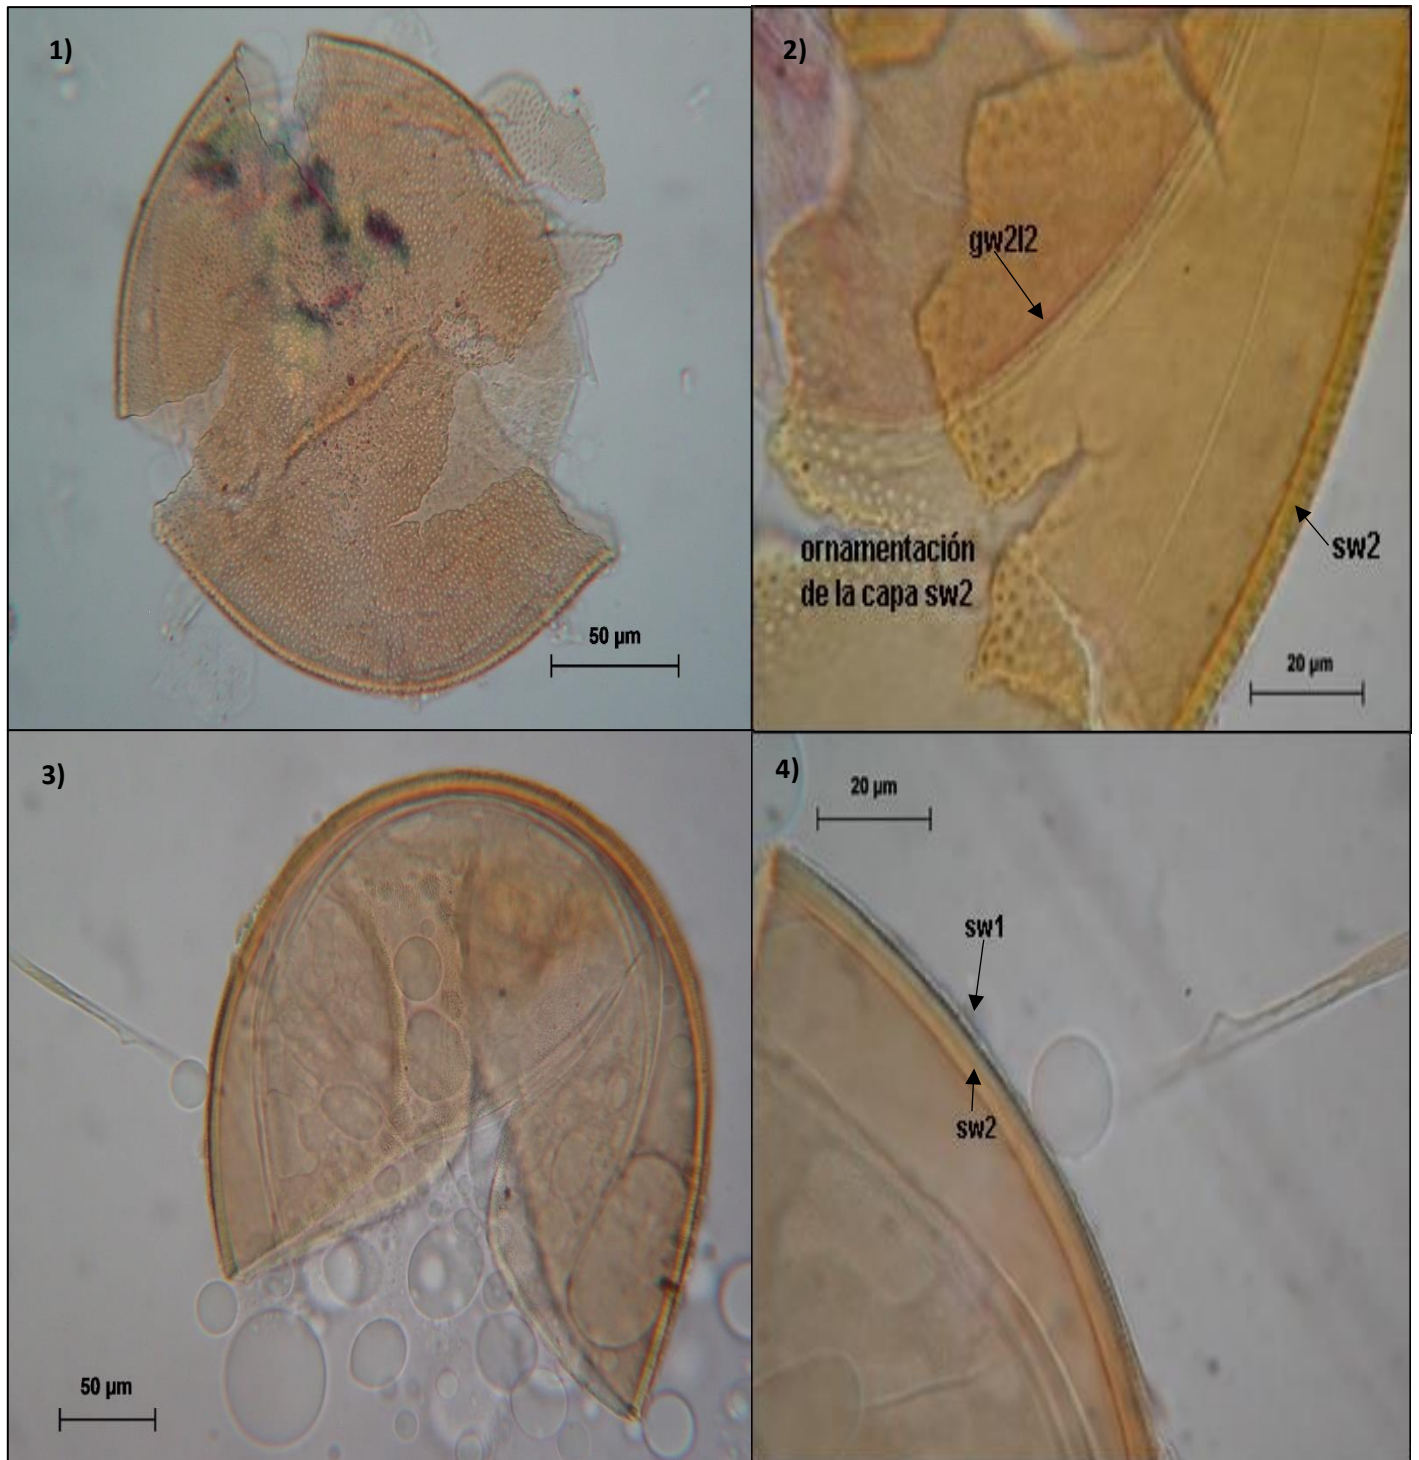 1)
50 µm
2)
gw2l2
ornamentación
de la capa sw2
sw2
20 µm
3)
50 µm
4)
20 µm
sw1
sw2